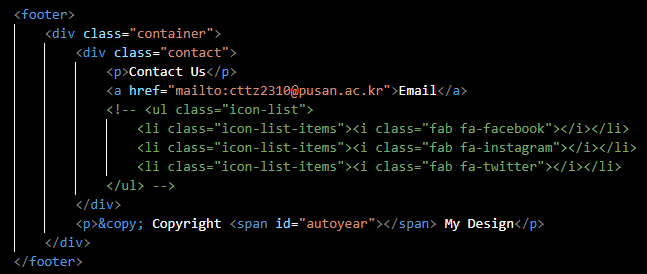 <footer>
<div class="container">
<div class="contact">
<p>Contact Us</p>
<a href="mailto:cttz2310@pusan.ac.kr">Email</a>
<!-- <ul class="icon-list">
<li class="icon-list-items"><i class="fab fa-facebook"></i></li>
<li class="icon-list-items"><i class="fab fa-instagram"></i></li>
<li class="icon-list-items"><i class="fab fa-twitter"></i></li>
</ul> -->
</div>
<p>&copy; Copyright <span id="autoyear"></span> My Design</p>
</div>
</footer>